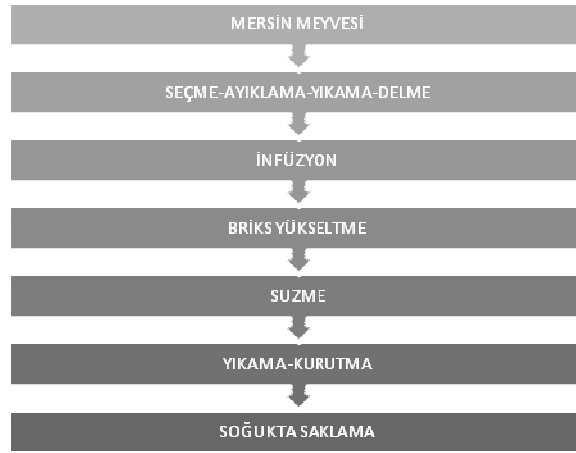 MERSİN MEYVESİ
SEÇME-AYIKLAMA-YIKAMA-DELME
İNFÜZYON
BRİKS YÜKSELTME
SUZME
YIKAMA-KURUTMA
SOĞUKTA SAKLAMA